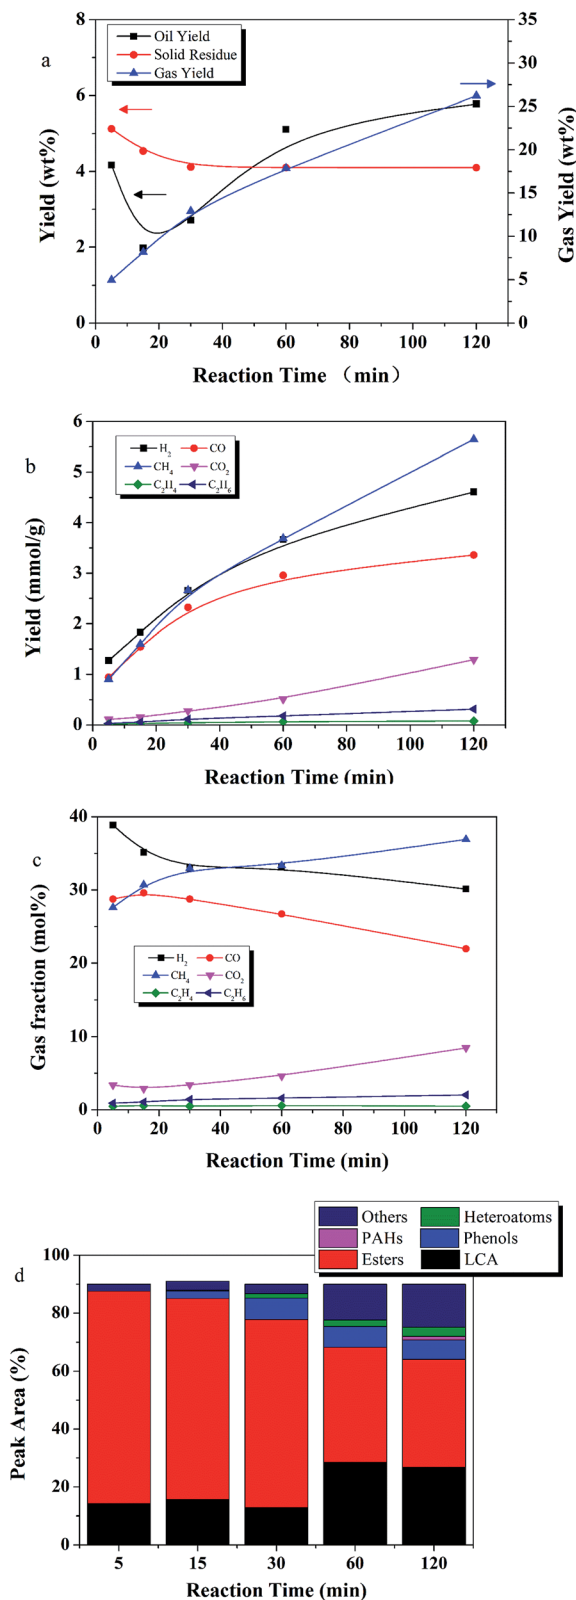 a
Oil Yield
Solid Residue
Gas Yield
8
6
4
2
0
35
30
25
20
15
10
5
0
Yield (wt%)
Gas Yield (wt%)
0 20 40 60 80 100 120
Reaction Time （min）
b
H2 CO
CH4 CO2
C2H4 C2H6
6
5
4
3
2
1
0
Yield (mmol/g)
0 20 40 60 80 100 120
Reaction Time (min)
40
30
20
10
0
c
H2 CO
CH4 CO2
C2H4 C2H6
Gas fraction (mol%)
0 20 40 60 80 100 120
Reaction Time (min)
Others Heteroatoms
PAHs Phenols
Esters LCA
d
100
80
60
40
20
0
Peak Area (%)
5 15 30 60 120
Reaction Time (min)